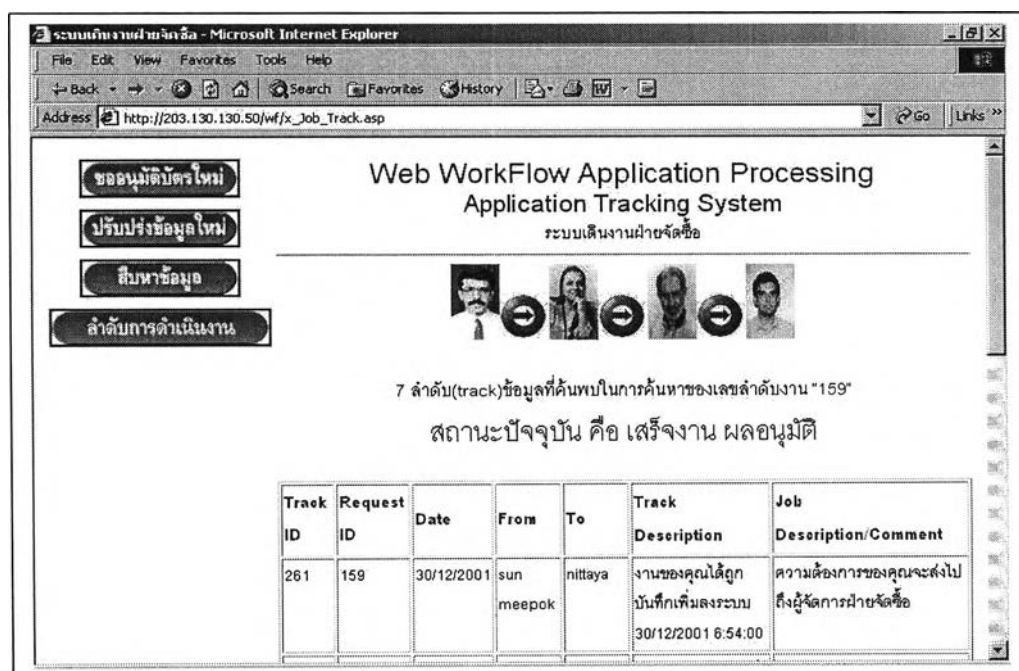 ระบบเดินงานฝ่ายจัดซื้อ - Microsoft Internet Explorer
File Edit View Favorites Tools Help
Back Search Favorites History
Address http://203.130.130.50/wf/x_Job_Track.asp Go Links »
ขออนุมัติบัตรใหม่
ปรับปรุ่งข้อมูลใหม่
สืบหาข้อมูล
ลำดับการดำเนินงาน
Web WorkFlow Application Processing
Application Tracking System
ระบบเดินงานฝ่ายจัดซื้อ
7 ลำดับ(track)ข้อมูลที่ค้นพบในการค้นหาของเลขลำดับงาน "159"
สถานะปัจจุบัน คือ เสร็จงาน ผลอนุมัติ
Track ID Request ID Date From To Track Description Job Description/Comment
261 159 30/12/2001 sun meepok nittaya งานของคุณได้ถูก บันทึกเพิ่มลงระบบ 30/12/2001 6:54:00 ความต้องการของคุณจะส่งไป ถึงผู้จัดการฝ่ายจัดซื้อ